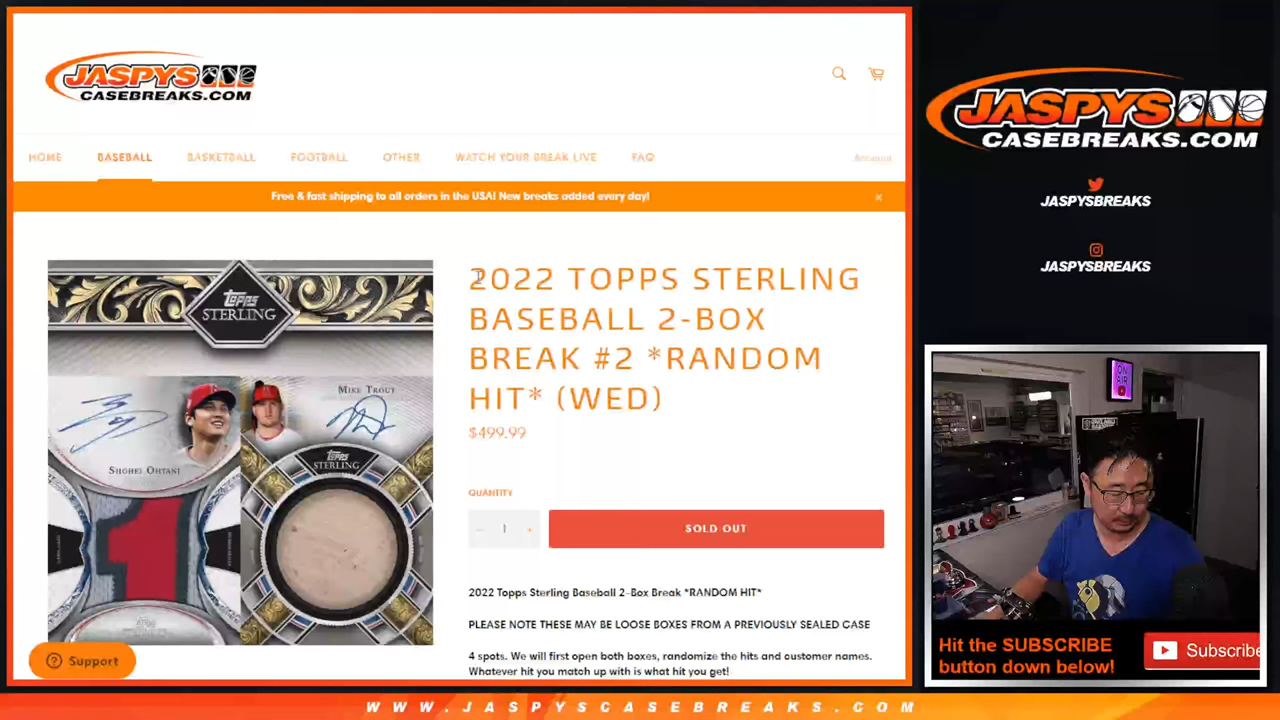 JASPYS
CASEBREAKS.COM
HOME
BASEBALL
BASKETBALL
FOOTBALL
OTHER
WATCH YOUR BREAK LIVE
FAQ
Free & fast shipping to all orders in the USA! New breaks added every day!
×
topps
STERLING
SHOHEI OHTANI
MIKE TROUT
topps
STERLING
2022 TOPPS STERLING
BASEBALL 2-BOX
BREAK #2 *RANDOM
HIT* (WED)
$499.99
QUANTITY
− 1 +
SOLD OUT
2022 Topps Sterling Baseball 2-Box Break *RANDOM HIT*
PLEASE NOTE THESE MAY BE LOOSE BOXES FROM A PREVIOUSLY SEALED CASE
4 spots. We will first open both boxes, randomize the hits and customer names.
Whatever hit you match up with is what hit you get!
Support
JASPYS
CASEBREAKS.COM
JASPYSBREAKS
JASPYSBREAKS
ON
AIR
Hit the SUBSCRIBE
button down below!
Subscribe
WWW.JASPYSCASEBREAKS.COM